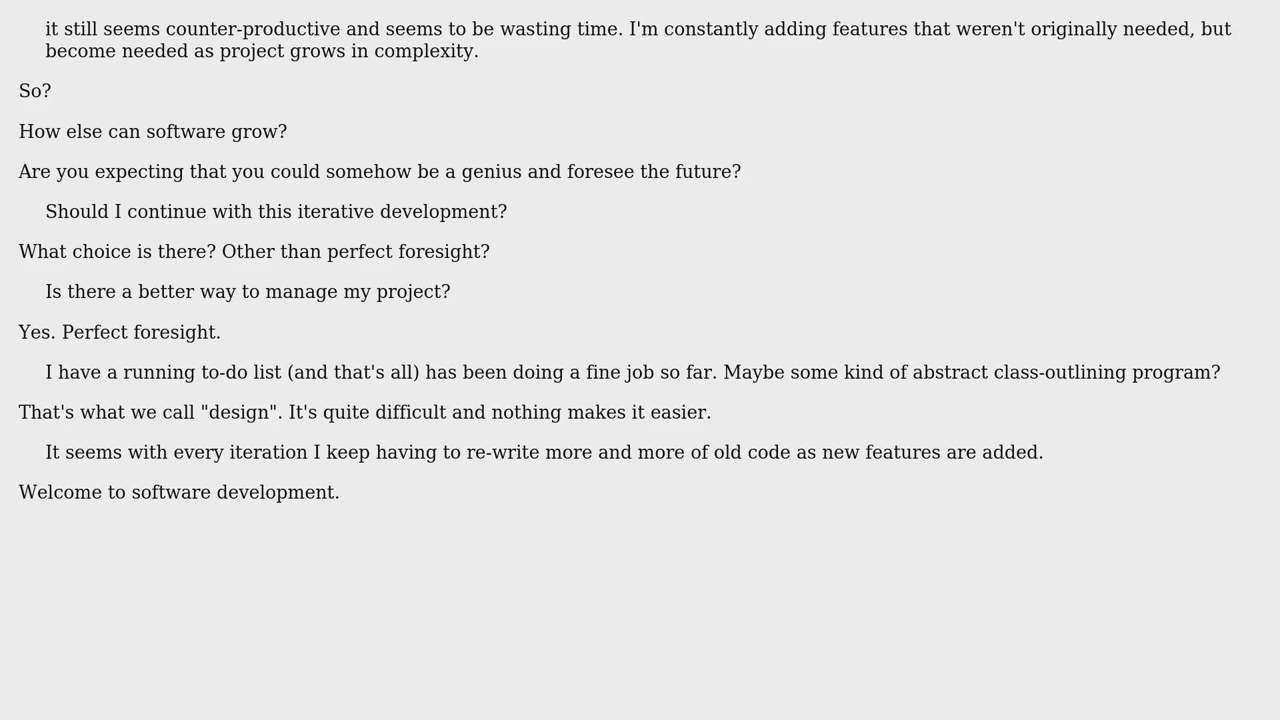 it still seems counter-productive and seems to be wasting time. I'm constantly adding features that weren't originally needed, but
become needed as project grows in complexity.
So?
How else can software grow?
Are you expecting that you could somehow be a genius and foresee the future?
Should I continue with this iterative development?
What choice is there? Other than perfect foresight?
Is there a better way to manage my project?
Yes. Perfect foresight.
I have a running to-do list (and that's all) has been doing a fine job so far. Maybe some kind of abstract class-outlining program?
That's what we call "design". It's quite difficult and nothing makes it easier.
It seems with every iteration I keep having to re-write more and more of old code as new features are added.
Welcome to software development.